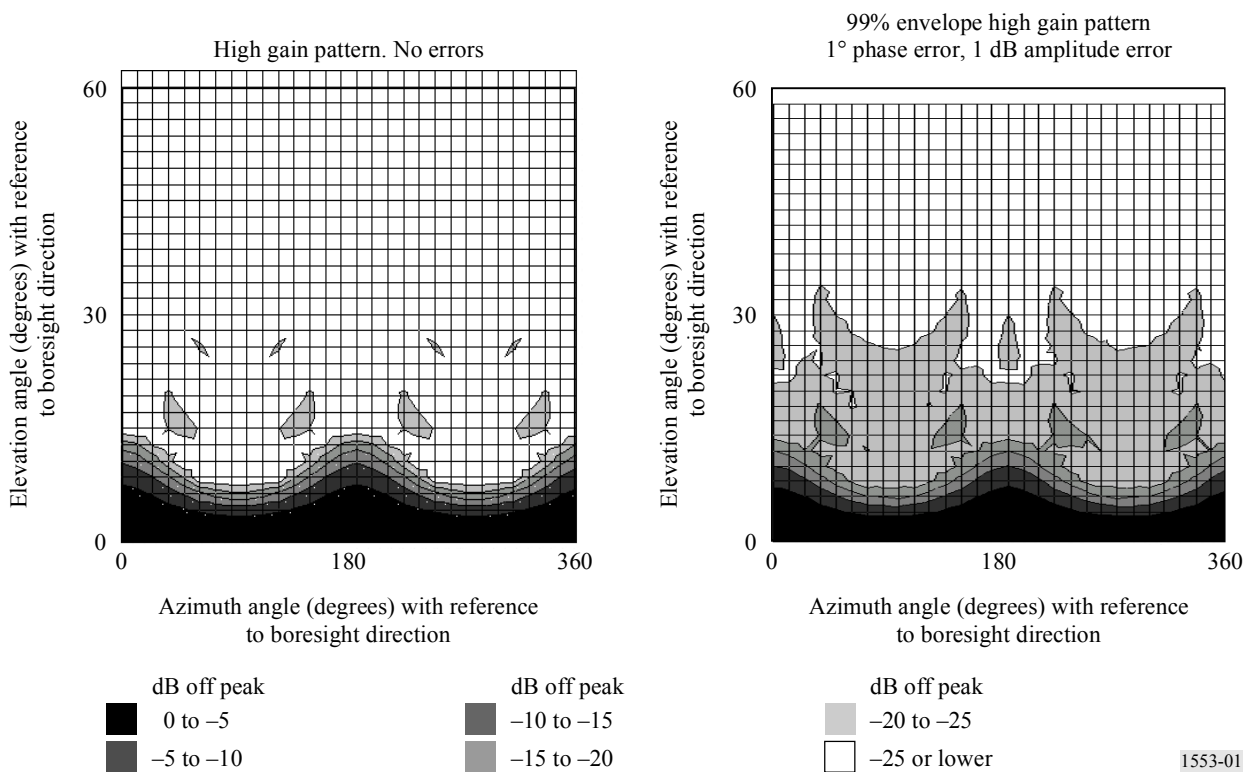 High gain pattern. No errors
60
30
0
0
180
360
Elevation angle (degrees) with reference
to boresight direction
Azimuth angle (degrees) with reference
to boresight direction
99% envelope high gain pattern
1° phase error, 1 dB amplitude error
60
30
0
0
180
360
Elevation angle (degrees) with reference
to boresight direction
Azimuth angle (degrees) with reference
to boresight direction
dB off peak
0 to –5
–5 to –10
dB off peak
–10 to –15
–15 to –20
dB off peak
–20 to –25
–25 or lower
1553-01